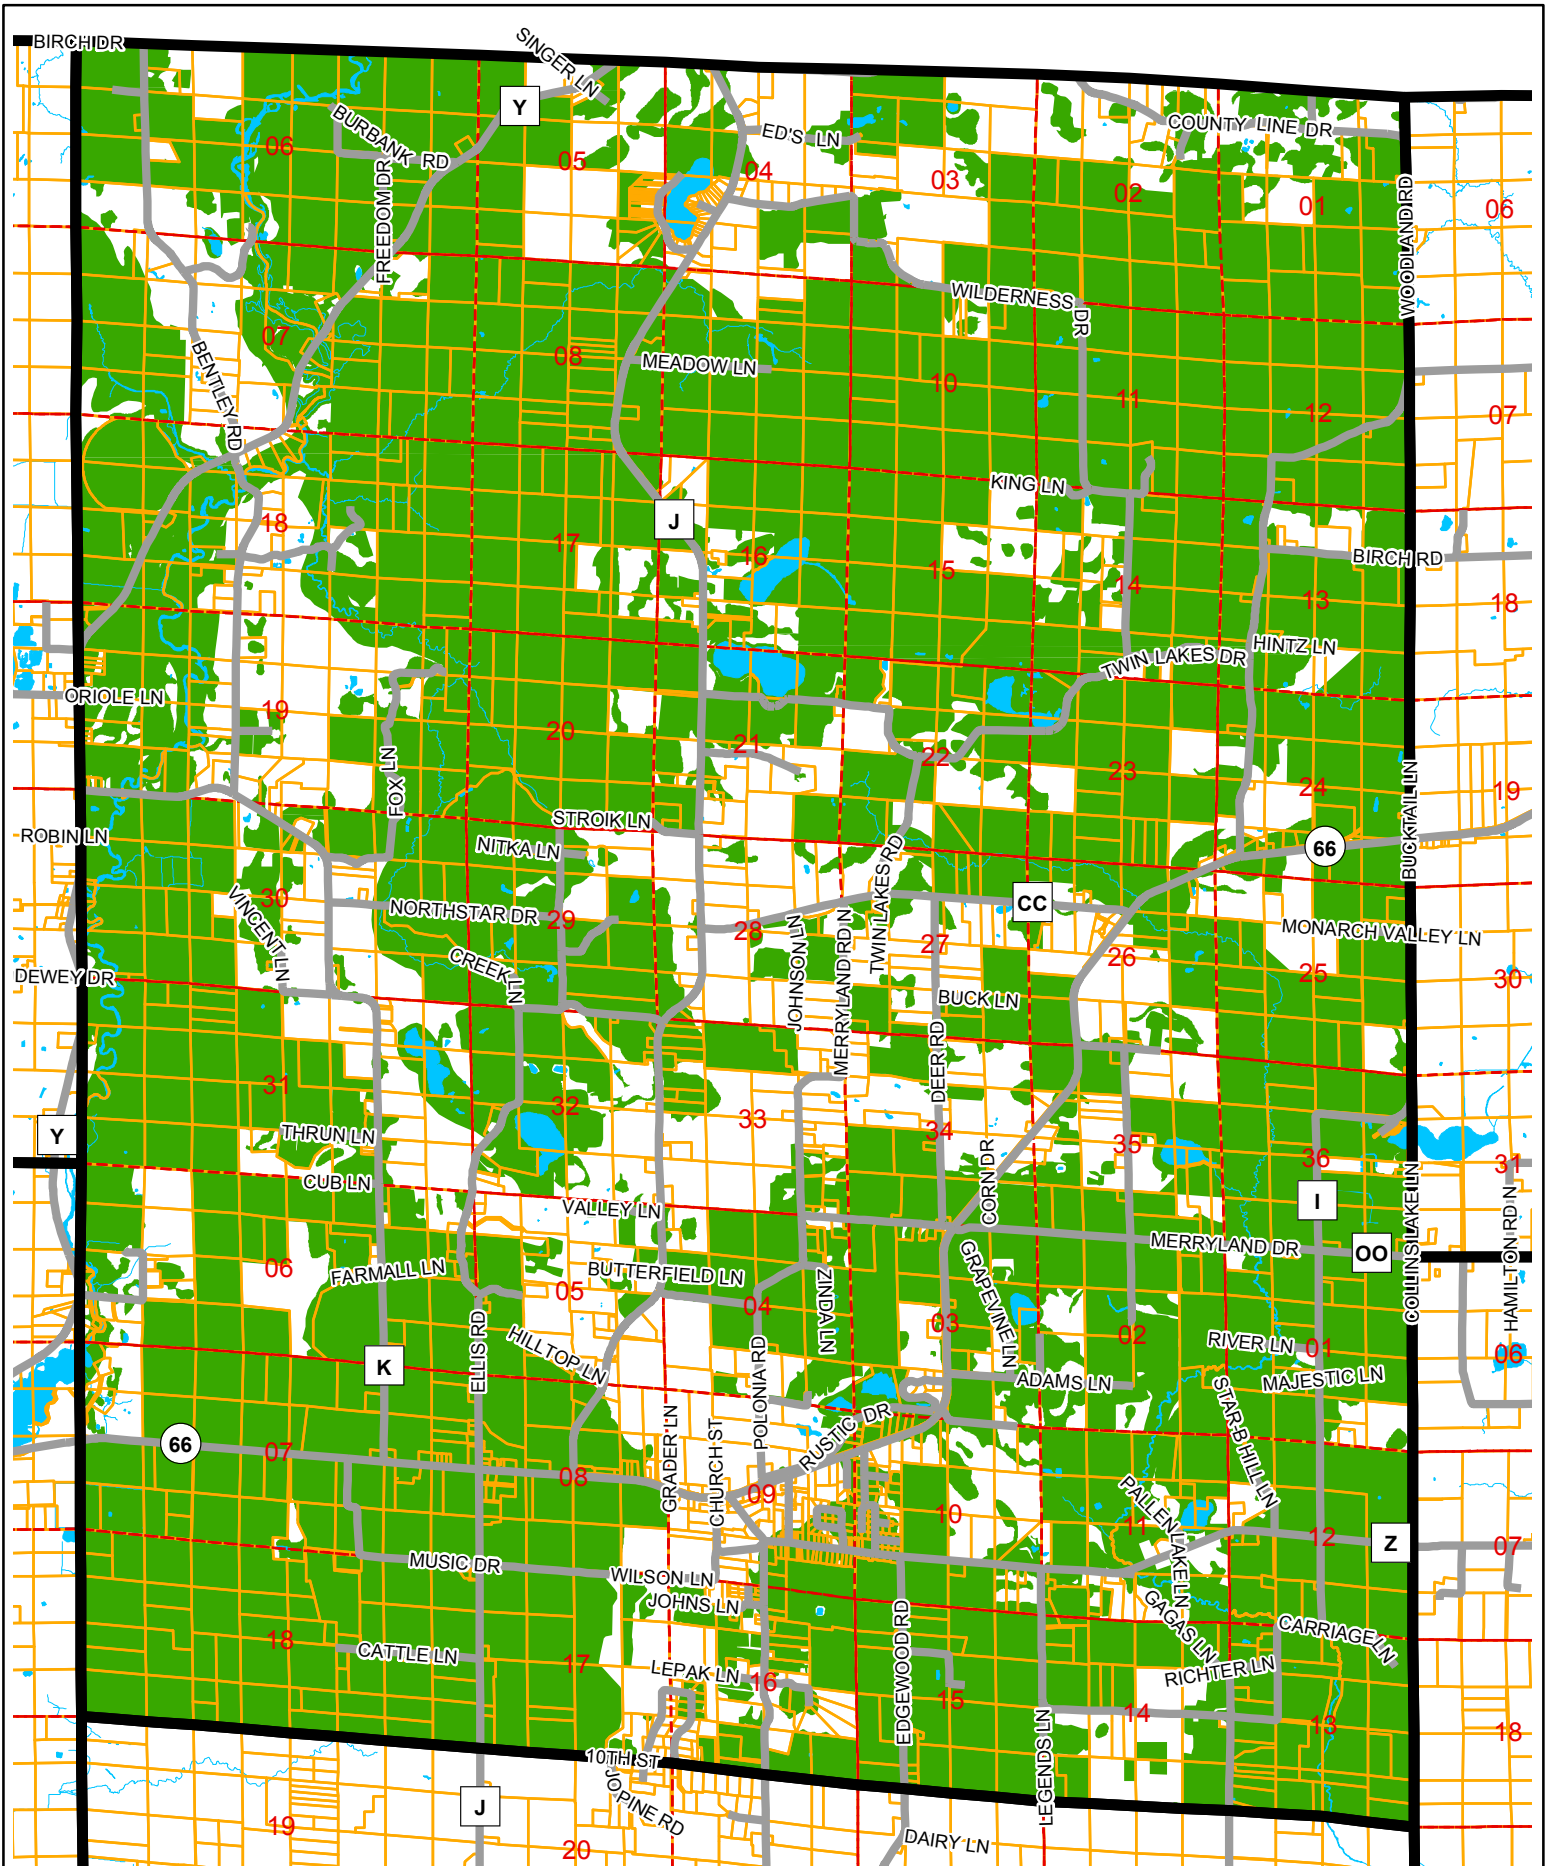 BIRCH DR
SINGER LN
Y
BURBANK RD
ED'S LN
COUNTY LINE DR
06
05
04
03
02
01
06
FREEDOM DR
WOODLAND RD
WILDERNESS DR
07
BENTLEY RD
08
MEADOW LN
10
11
12
07
KING LN
18
J
17
16
15
14
BIRCH RD
13
18
HINTZ LN
TWIN LAKES DR
ORIOLE LN
19
20
21
22
23
24
19
FOX LN
BUCKTAIL LN
STROIK LN
ROBIN LN
NITKA LN
66
TWIN LAKES RD
VINCENT LN
30
NORTHSTAR DR
29
28
CC
27
26
MONARCH VALLEY LN
25
30
JOHNSON LN
MERRYLAND RD N
CREEK LN
DEWEY DR
BUCK LN
DEER RD
31
32
33
34
35
36
31
Y
THRUN LN
CUB LN
VALLEY LN
CORN DR
I
COLLINS LAKE LN
HAMILTON RD N
MERRYLAND DR
OO
06
FARMALL LN
05
BUTTERFIELD LN
04
ZINDA LN
GRAPEVINE LN
03
02
RIVER LN
01
06
K
ELLIS RD
HILLTOP LN
POLONIA RD
ADAMS LN
MAJESTIC LN
STAR-B HILL LN
66
07
08
GRADER LN
CHURCH ST
RUSTIC DR
09
10
PALLEN LAKE LN
11
12
Z
07
MUSIC DR
WILSON LN
JOHNS LN
EDGEWOOD RD
GAGAS LN
CARRIAGE LN
18
CATTLE LN
17
LEPAK LN
16
15
RICHTER LN
14
13
18
LEGENDS LN
10TH ST
JO PINE RD
J
19
20
DAIRY LN